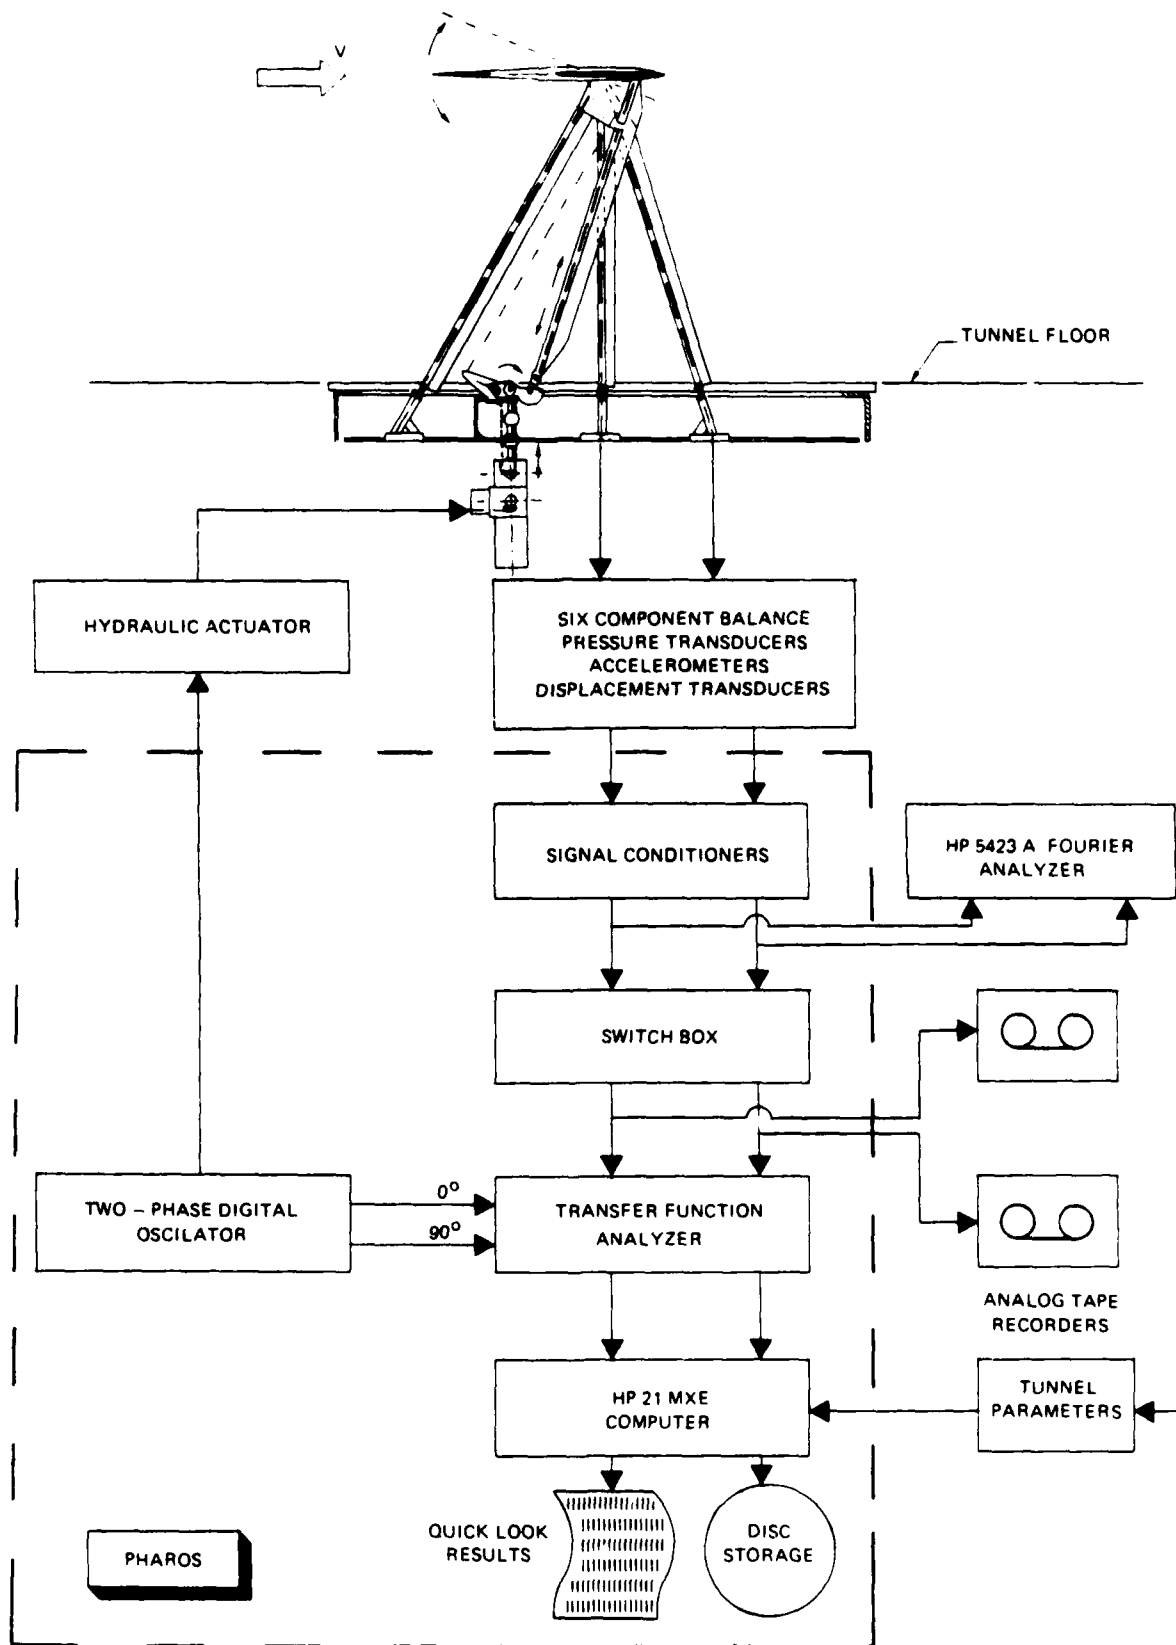 V
TUNNEL FLOOR
HYDRAULIC ACTUATOR
SIX COMPONENT BALANCE
PRESSURE TRANSDUCERS
ACCELEROMETERS
DISPLACEMENT TRANSDUCERS
SIGNAL CONDITIONERS
HP 5423 A FOURIER
ANALYZER
SWITCH BOX
TWO – PHASE DIGITAL
OSCILATOR
0°
90°
TRANSFER FUNCTION
ANALYZER
ANALOG TAPE
RECORDERS
HP 21 MXE
COMPUTER
TUNNEL
PARAMETERS
QUICK LOOK
RESULTS
DISC
STORAGE
PHAROS